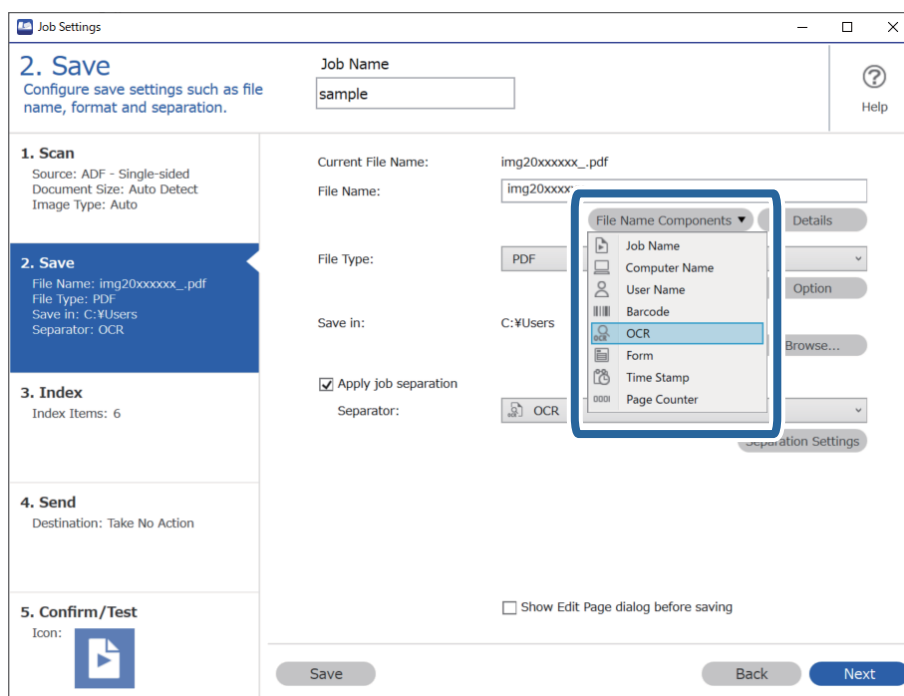 Job Settings
2. Save
Configure save settings such as file
name, format and separation.
Job Name
sample
Help
1. Scan
Source: ADF - Single-sided
Document Size: Auto Detect
Image Type: Auto
2. Save
File Name: img20xxxxxx_.pdf
File Type: PDF
Save in: C:¥Users
Separator: OCR
3. Index
Index Items: 6
4. Send
Destination: Take No Action
5. Confirm/Test
Icon:
Current File Name: img20xxxxxx_.pdf
File Name: img20xxxx
File Name Components ▼ Details
Job Name
Computer Name
User Name
Barcode
OCR
Form
Time Stamp
Page Counter
File Type: PDF
Option
Save in: C:¥Users
Browse...
Apply job separation
Separator: OCR
Separation Settings
Show Edit Page dialog before saving
Save Back Next